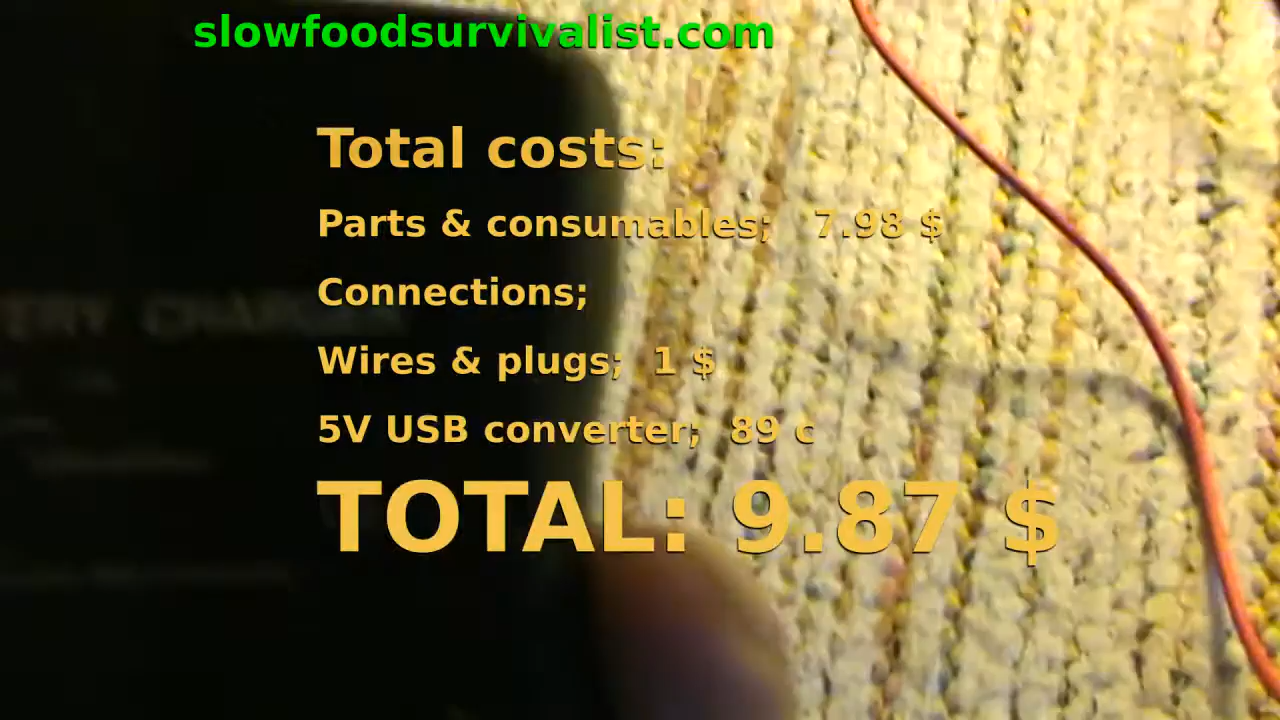 slowfoodsurvivalist.com
Total costs:
Parts & consumables; 7.98 $
Connections;
Wires & plugs; 1 $
5V USB converter; 89 c
TOTAL: 9.87 $